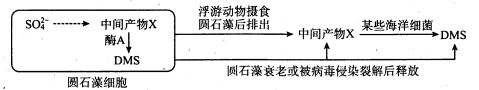 SO₄²⁻ 中间产物X
酶A
DMS
圆石藻细胞
浮游动物摄食
圆石藻后排出
中间产物X
某些海洋细菌
DMS
圆石藻衰老或被病毒侵染裂解后释放